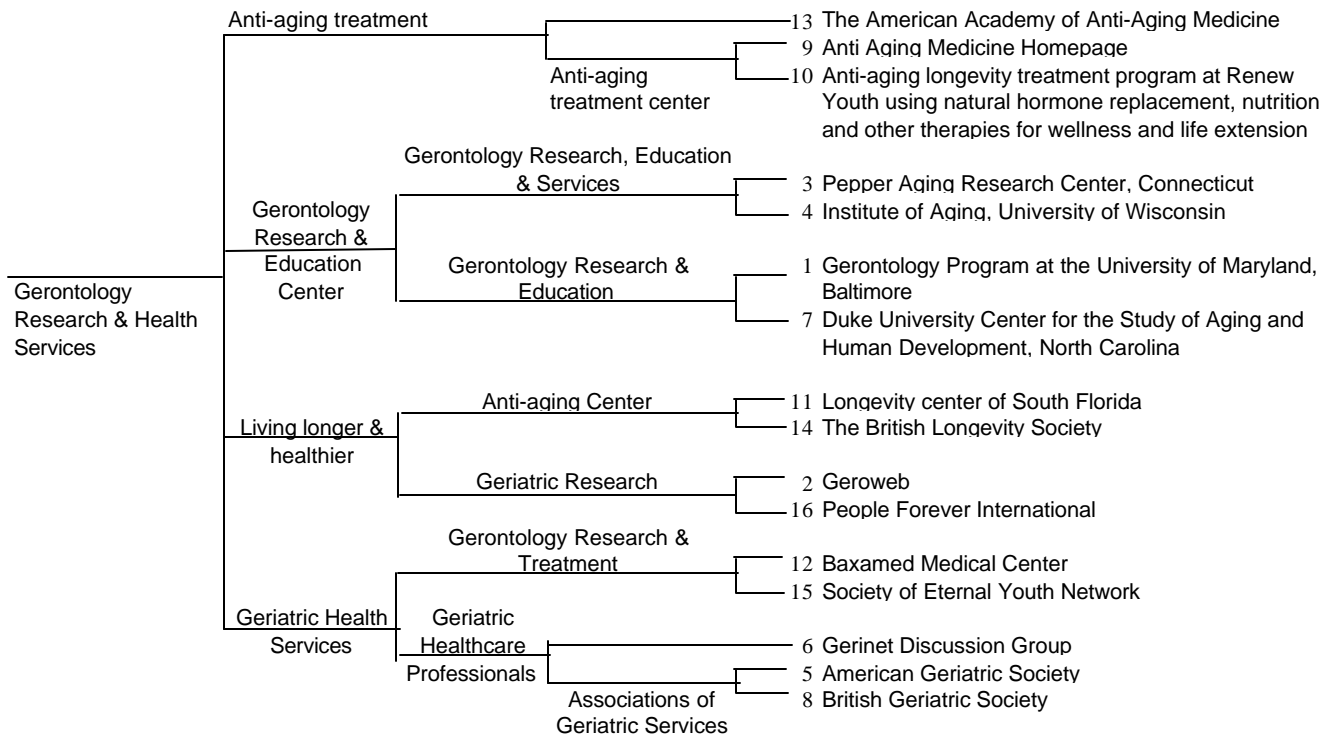 Anti-aging treatment
13 The American Academy of Anti-Aging Medicine
9 Anti Aging Medicine Homepage
Anti-aging
treatment center
10 Anti-aging longevity treatment program at Renew
Youth using natural hormone replacement, nutrition
and other therapies for wellness and life extension
Gerontology Research, Education
& Services
3 Pepper Aging Research Center, Connecticut
4 Institute of Aging, University of Wisconsin
Gerontology
Research &
Education
Center
Gerontology Research &
Education
1 Gerontology Program at the University of Maryland,
Baltimore
7 Duke University Center for the Study of Aging and
Human Development, North Carolina
Gerontology
Research & Health
Services
Living longer &
healthier
Anti-aging Center
11 Longevity center of South Florida
14 The British Longevity Society
Geriatric Research
2 Geroweb
16 People Forever International
Gerontology Research &
Treatment
12 Baxamed Medical Center
15 Society of Eternal Youth Network
Geriatric Health
Services
Geriatric
Healthcare
Professionals
6 Gerinet Discussion Group
5 American Geriatric Society
8 British Geriatric Society
Associations of
Geriatric Services